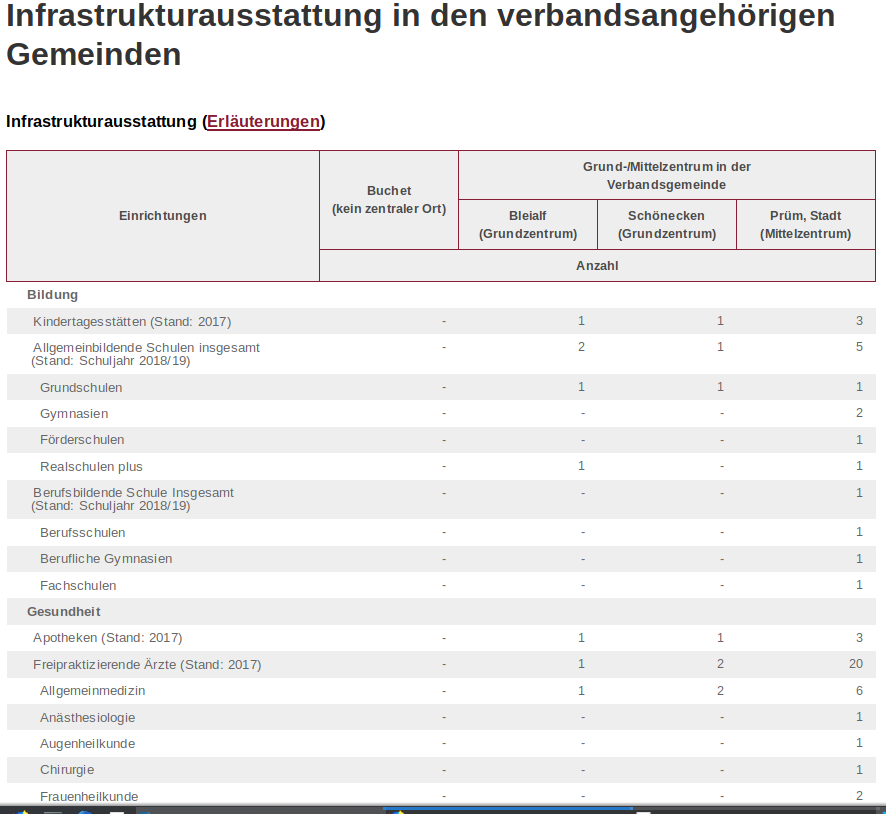 Infrastrukturausstattung in den verbandsangehörigen
Gemeinden
Infrastrukturausstattung (Erläuterungen)
Einrichtungen
Buchet
(kein zentraler Ort)
Grund-/Mittelzentrum in der
Verbandsgemeinde
Bleialf
(Grundzentrum)
Schönecken
(Grundzentrum)
Prüm, Stadt
(Mittelzentrum)
Anzahl
Bildung
Kindertagesstätten (Stand: 2017) - 1 1 3
Allgemeinbildende Schulen insgesamt - 2 1 5
(Stand: Schuljahr 2018/19)
Grundschulen - 1 1 1
Gymnasien - - - 2
Förderschulen - - - 1
Realschulen plus - 1 - 1
Berufsbildende Schule Insgesamt - - - 1
(Stand: Schuljahr 2018/19)
Berufsschulen - - - 1
Berufliche Gymnasien - - - 1
Fachschulen - - - 1
Gesundheit
Apotheken (Stand: 2017) - 1 1 3
Freipraktizierende Ärzte (Stand: 2017) - 1 2 20
Allgemeinmedizin - 1 2 6
Anästhesiologie - - - 1
Augenheilkunde - - - 1
Chirurgie - - - 1
Frauenheilkunde - - - 2